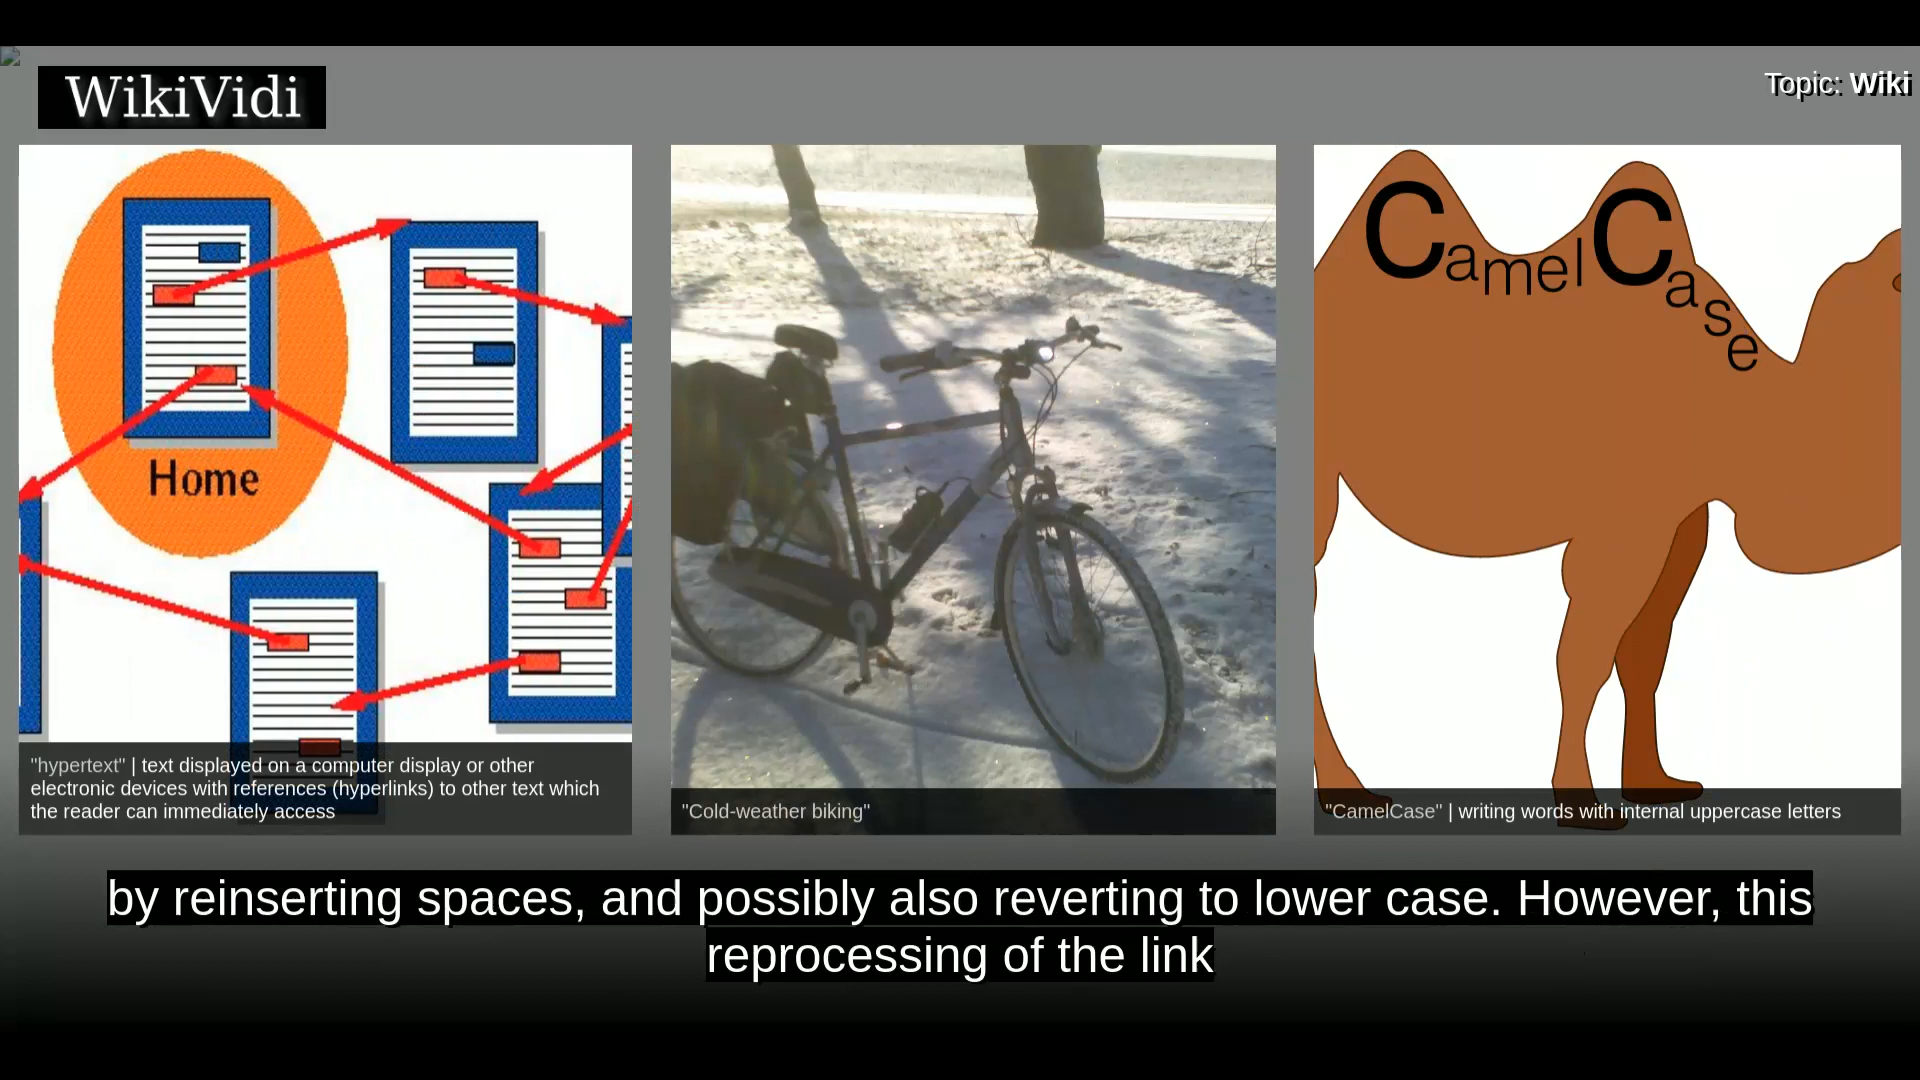 WikiVidi
Topic: Wiki
Home
CamelCase
"hypertext" | text displayed on a computer display or other
electronic devices with references (hyperlinks) to other text which
the reader can immediately access
"Cold-weather biking"
"CamelCase" | writing words with internal uppercase letters
by reinserting spaces, and possibly also reverting to lower case. However, this
reprocessing of the link